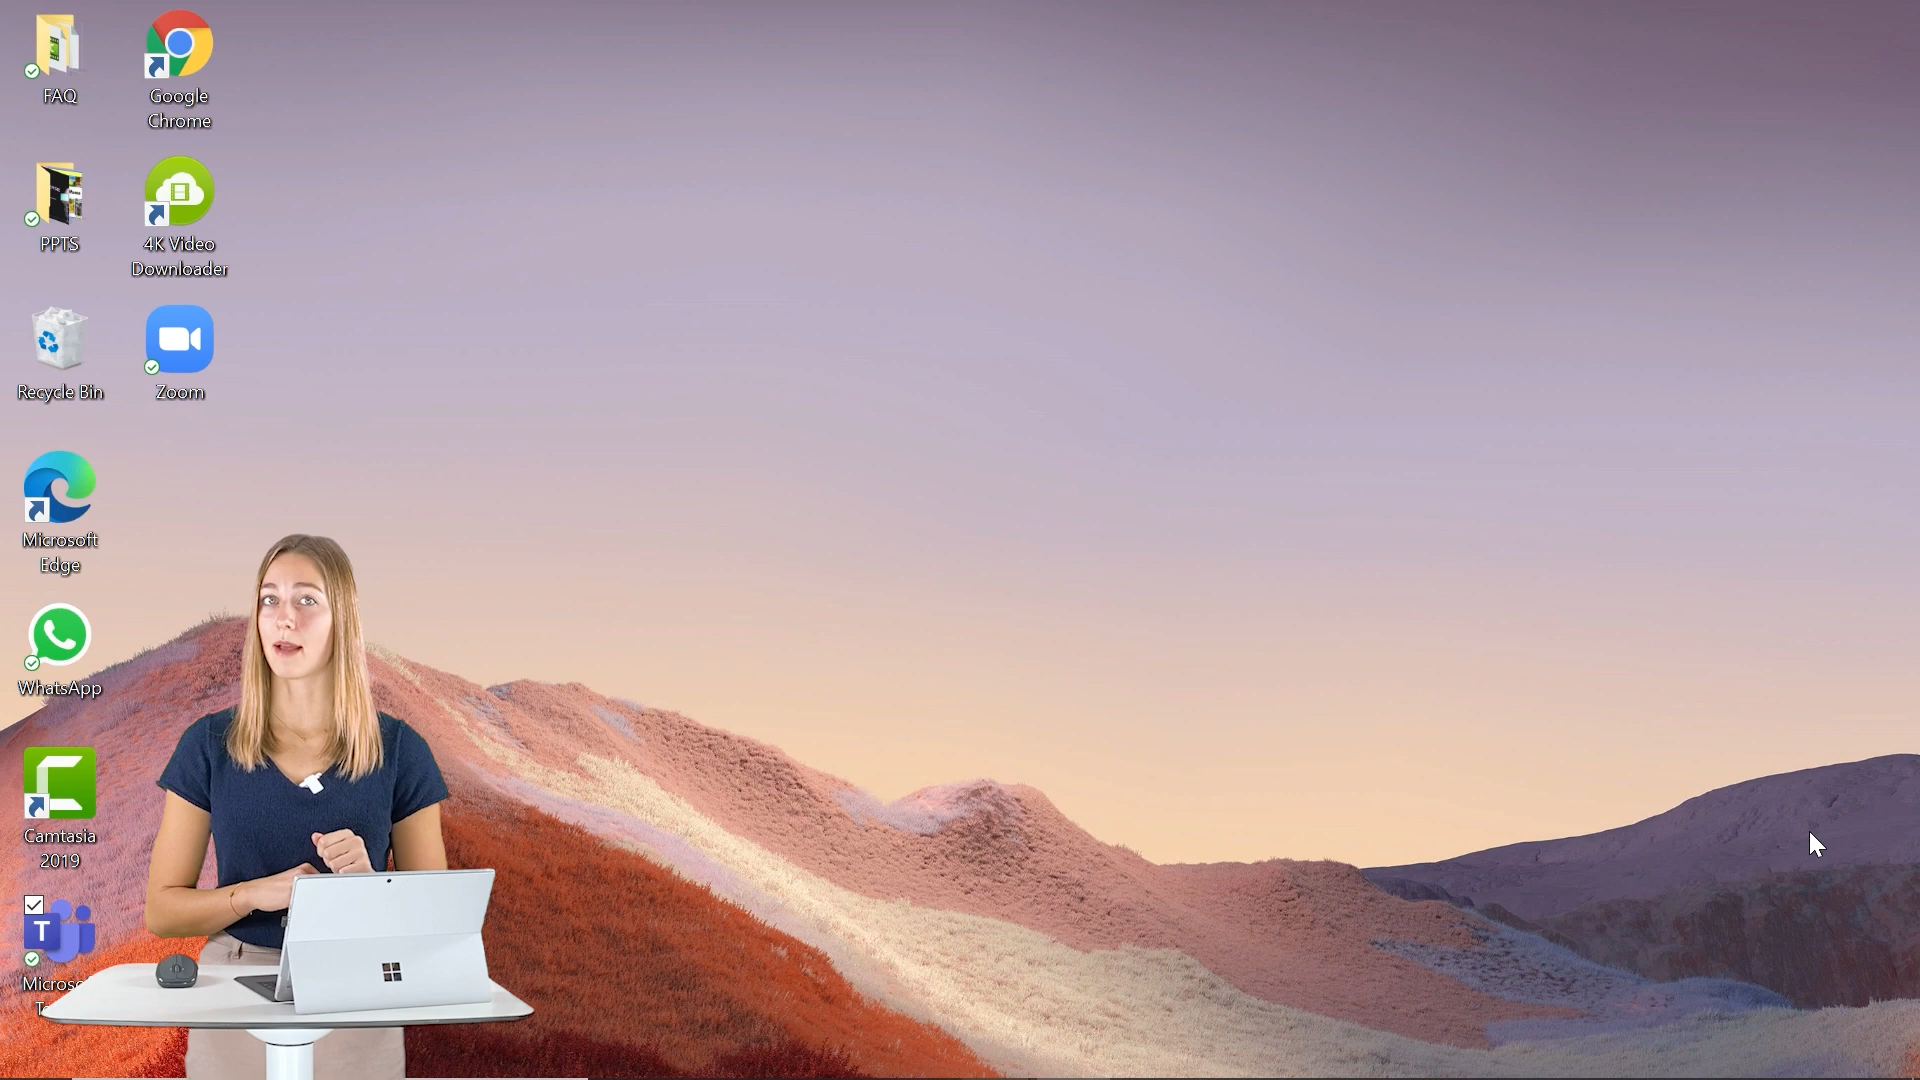 FAQ
Google
Chrome
PPTS
4K Video
Downloader
Recycle Bin
Zoom
Microsoft
Edge
WhatsApp
Camtasia
2019
T